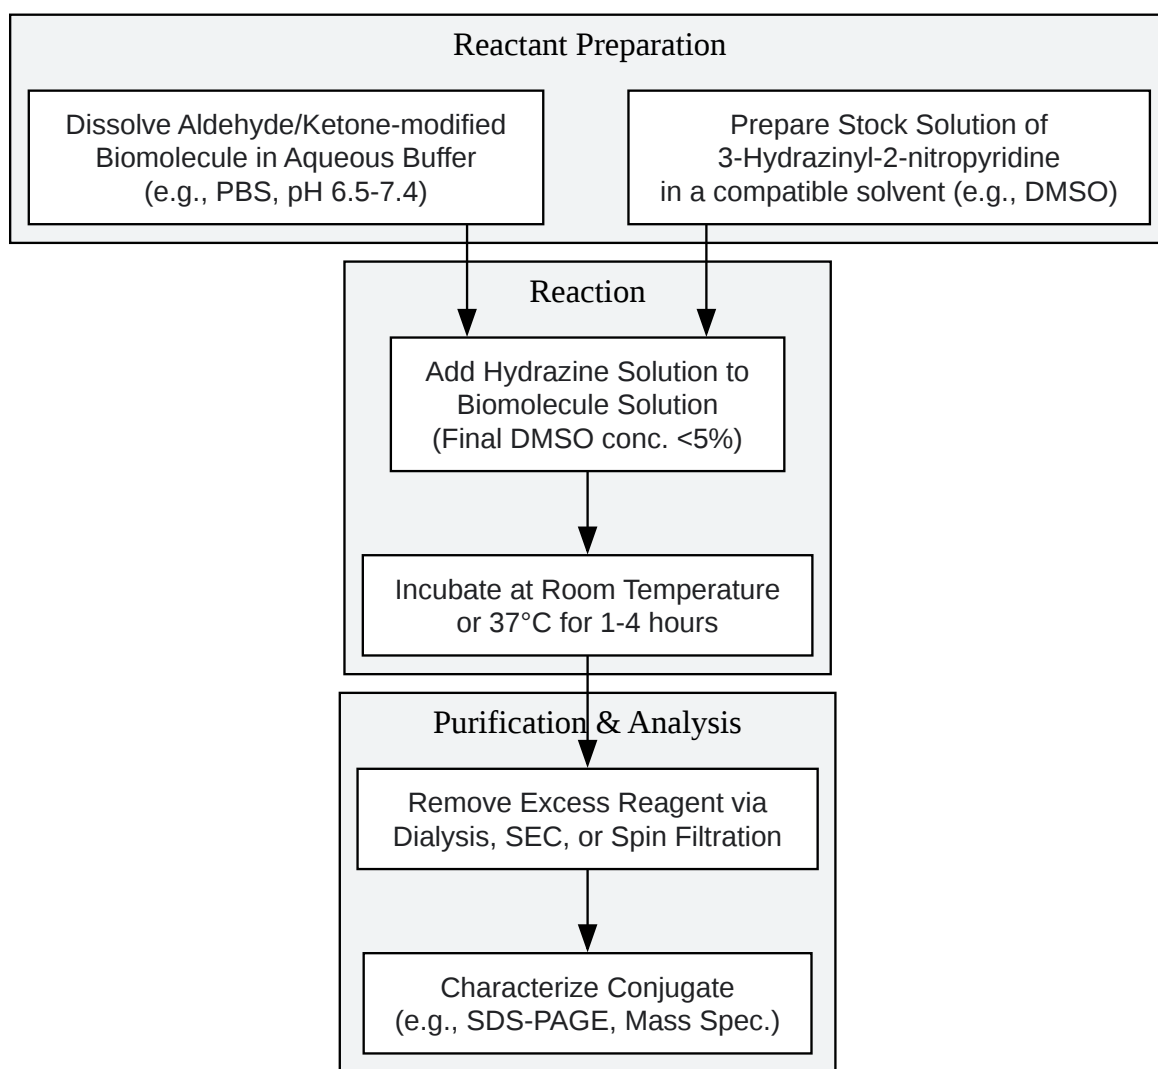 Reactant Preparation
Dissolve Aldehyde/Ketone-modified
Biomolecule in Aqueous Buffer
(e.g., PBS, pH 6.5-7.4)
Prepare Stock Solution of
3-Hydrazinyl-2-nitropyridine
in a compatible solvent (e.g., DMSO)
Reaction
Add Hydrazine Solution to
Biomolecule Solution
(Final DMSO conc. <5%)
Incubate at Room Temperature
or 37°C for 1-4 hours
Purification & Analysis
Remove Excess Reagent via
Dialysis, SEC, or Spin Filtration
Characterize Conjugate
(e.g., SDS-PAGE, Mass Spec.)